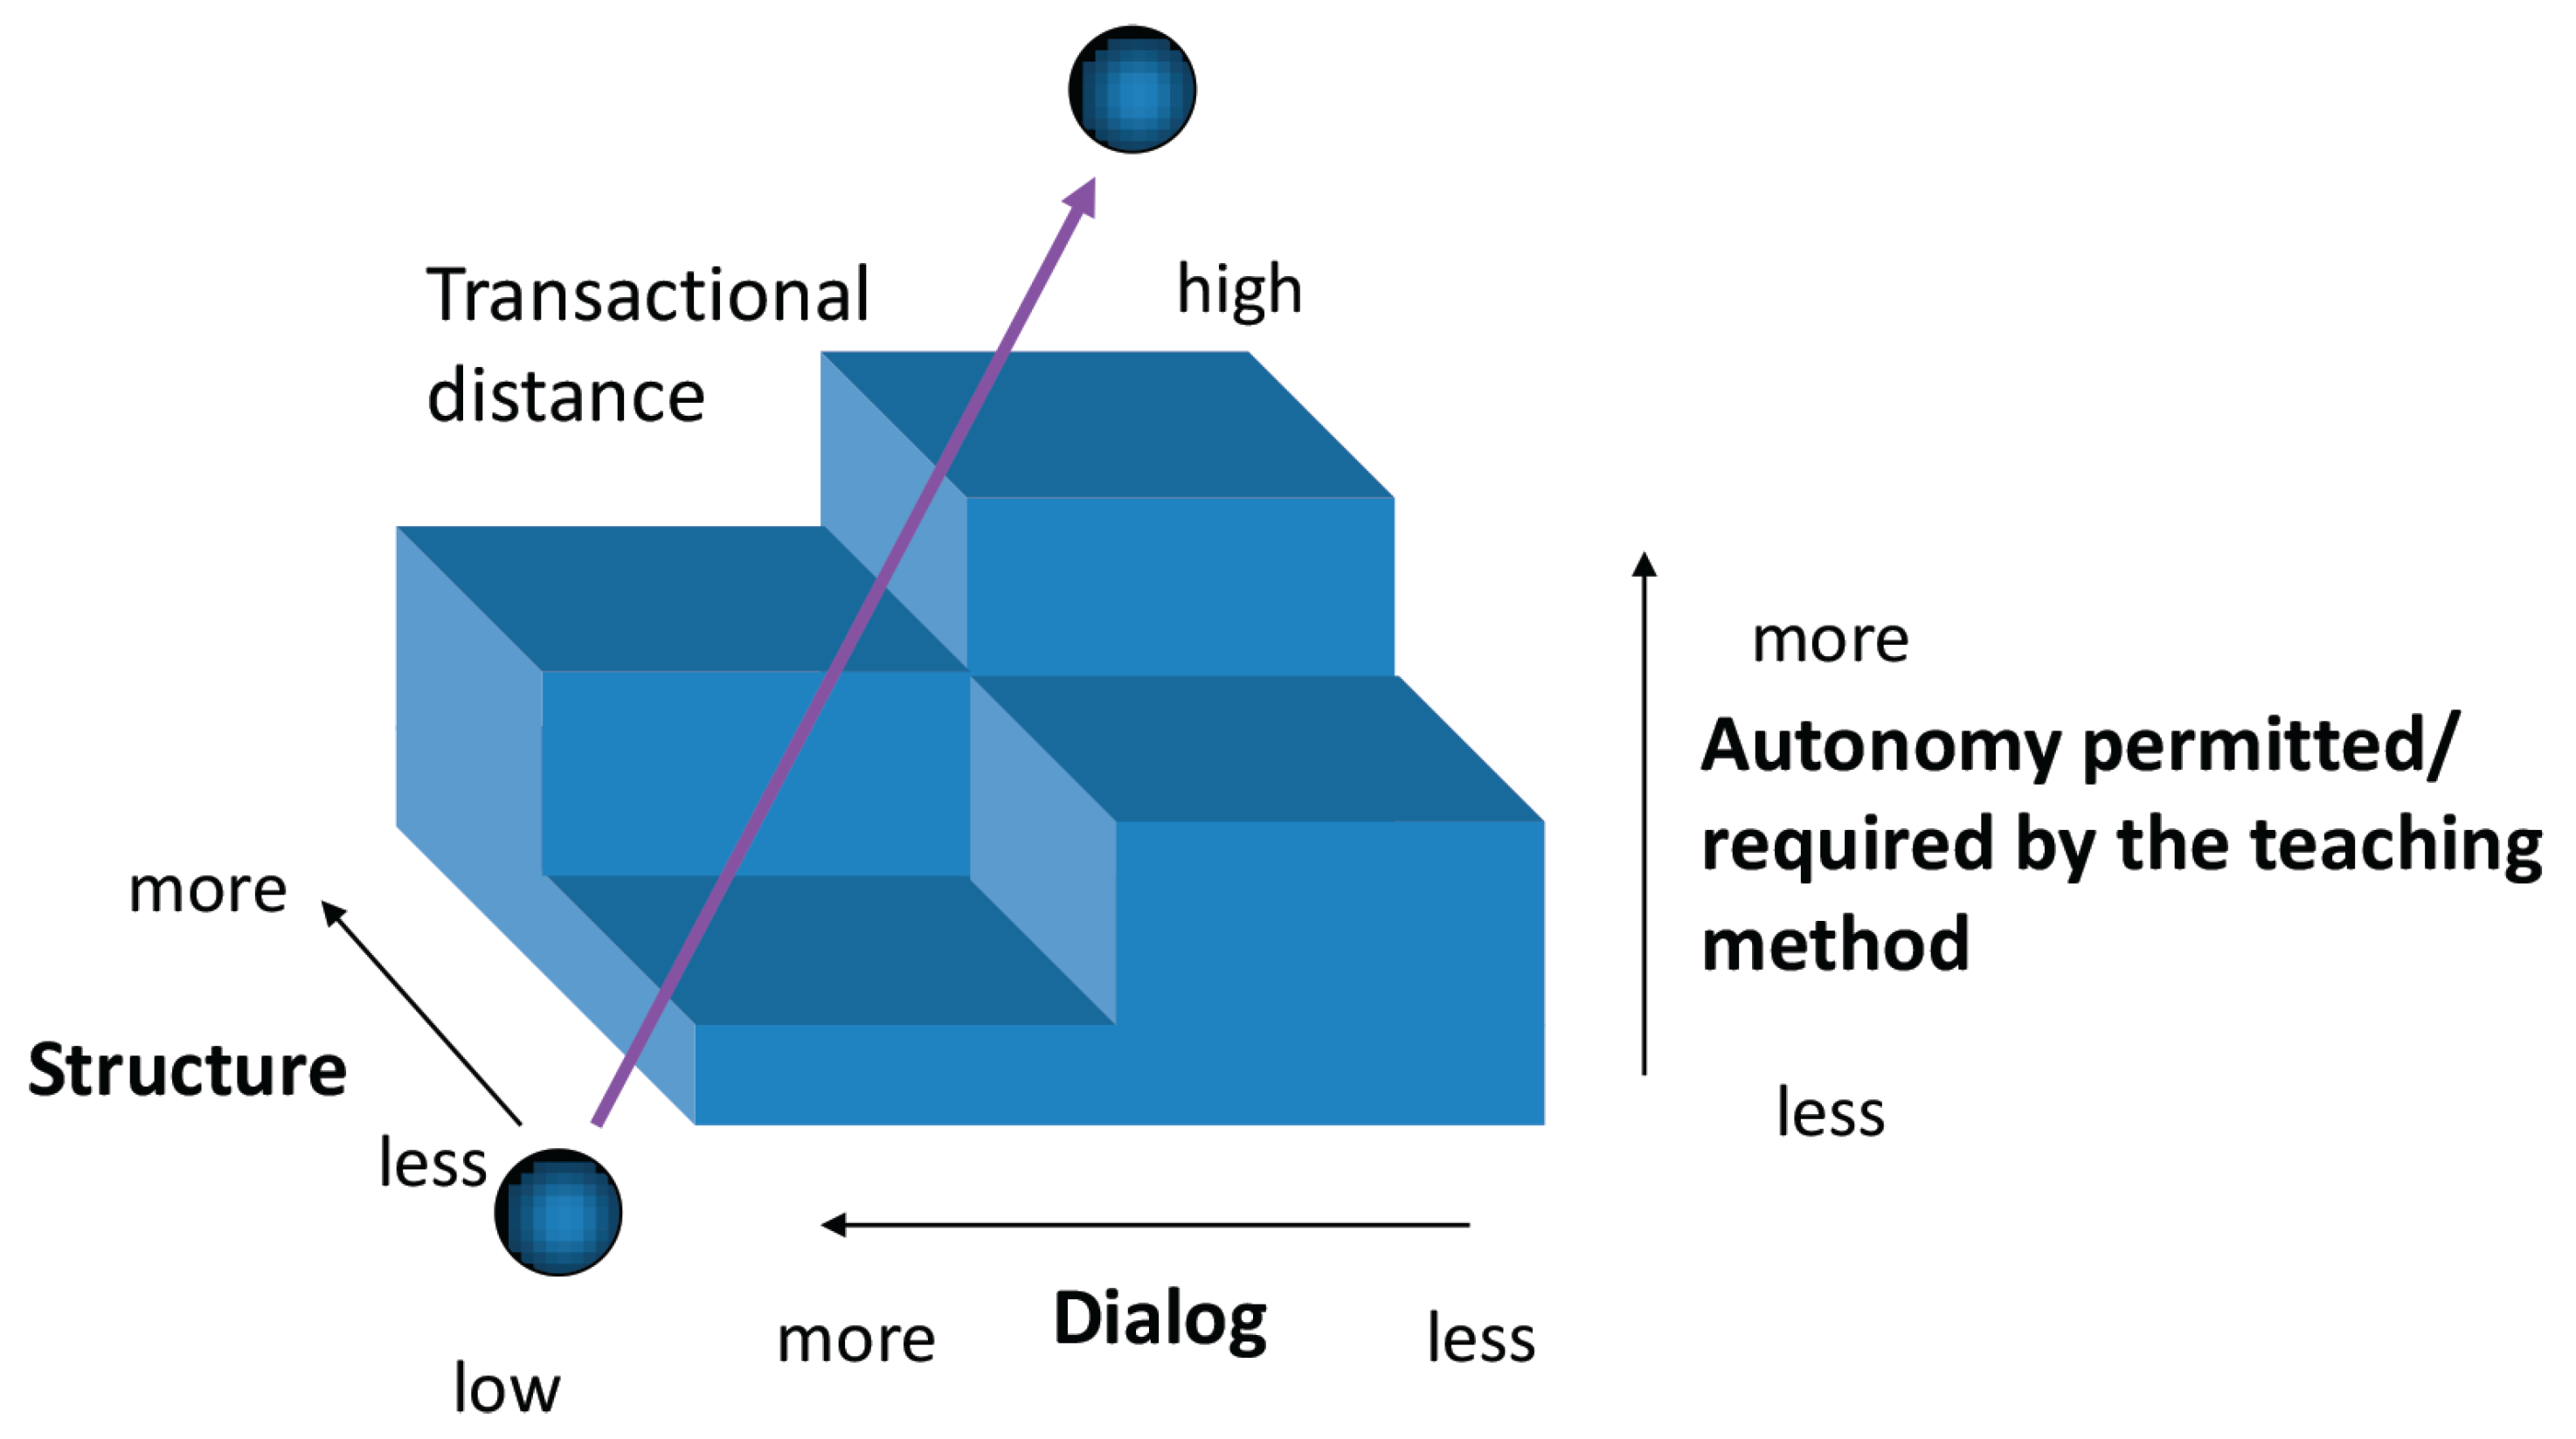 Transactional
distance
high
more
Autonomy permitted/
required by the teaching
method
less
more
Structure
less
low
more
Dialog
less